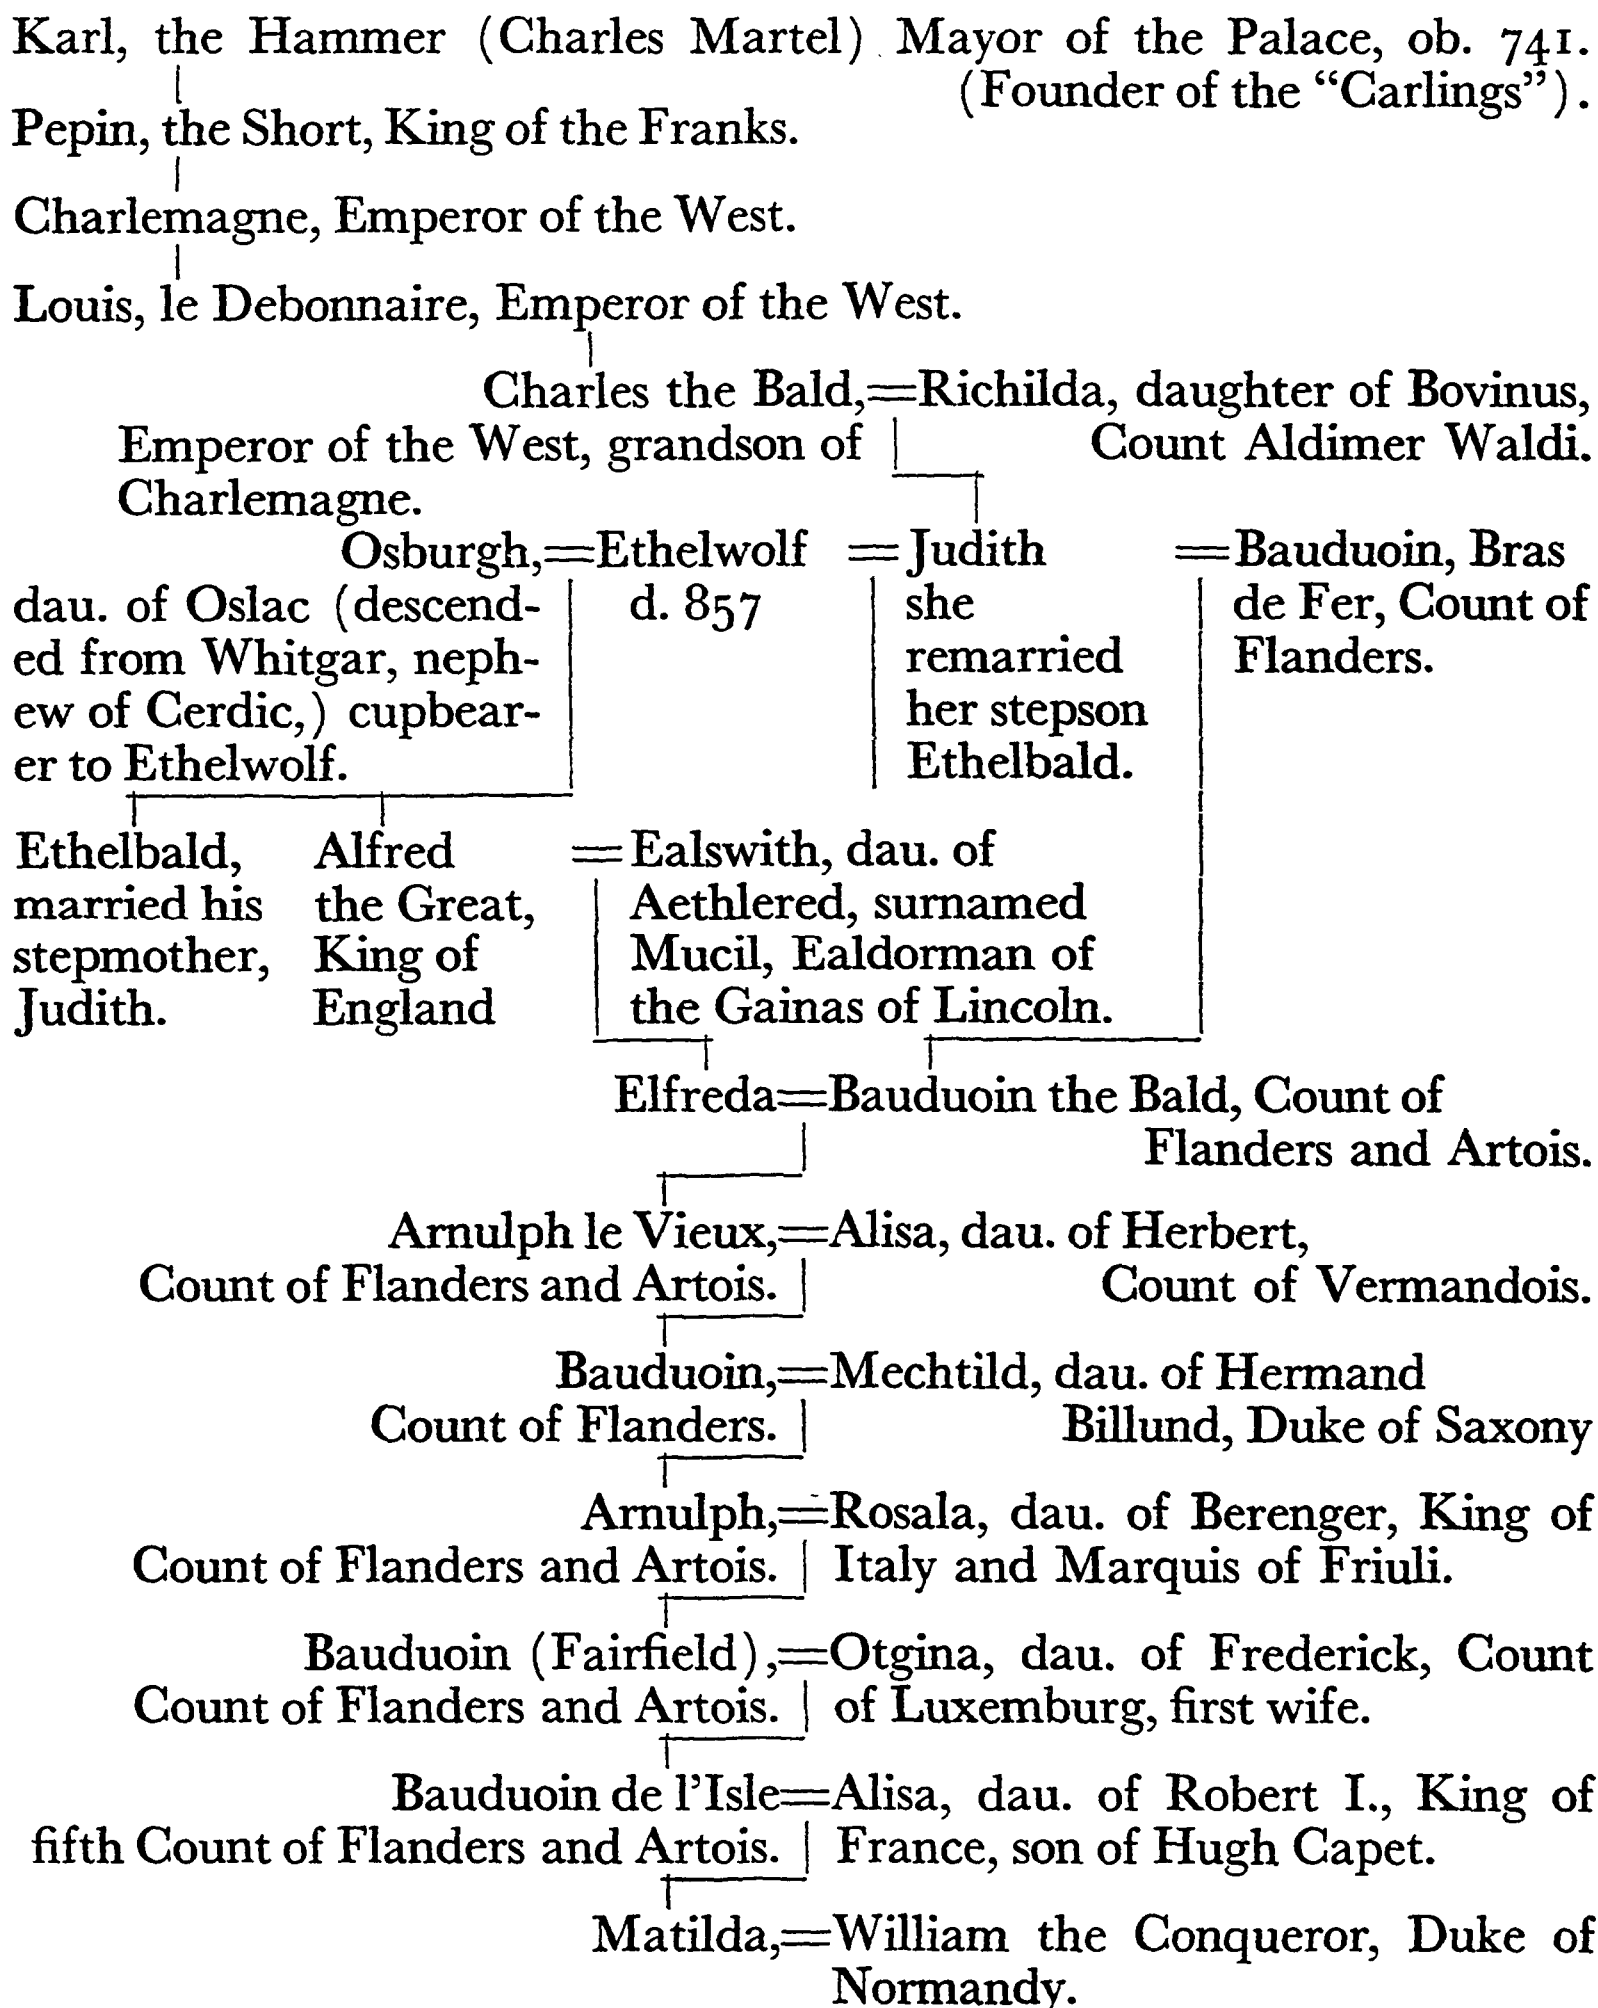 Karl, the Hammer (Charles Martel) Mayor of the Palace, ob. 741.
(Founder of the “Carlings”).
Pepin, the Short, King of the Franks.
Charlemagne, Emperor of the West.
Louis, le Debonnaire, Emperor of the West.
Charles the Bald,=Richilda, daughter of Bovinus,
Emperor of the West, grandson of Count Aldimer Waldi.
Charlemagne.
Osburgh,=Ethelwolf =Judith =Bauduoin, Bras
dau. of Oslac (descend- d. 857 she de Fer, Count of
ed from Whitgar, neph- remarried Flanders.
ew of Cerdic,) cupbear- her stepson
er to Ethelwolf. Ethelbald.
Ethelbald, Alfred =Ealswith, dau. of
married his the Great, Aethlered, surnamed
stepmother, King of Mucil, Ealdorman of
Judith. England the Gainas of Lincoln.
Elfreda=Bauduoin the Bald, Count of
Flanders and Artois.
Arnulph le Vieux,=Alisa, dau. of Herbert,
Count of Flanders and Artois. Count of Vermandois.
Bauduoin,=Mechtild, dau. of Hermand
Count of Flanders. Billund, Duke of Saxony
Arnulph,=Rosala, dau. of Berenger, King of
Count of Flanders and Artois. Italy and Marquis of Friuli.
Bauduoin (Fairfield),=Otgina, dau. of Frederick, Count
Count of Flanders and Artois. of Luxemburg, first wife.
Bauduoin de l’Isle=Alisa, dau. of Robert I., King of
fifth Count of Flanders and Artois. France, son of Hugh Capet.
Matilda,=William the Conqueror, Duke of
Normandy.